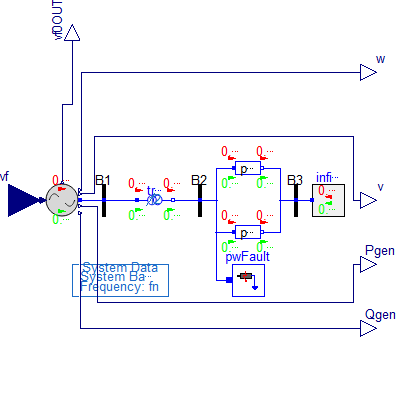 w
vf
0...
0...
B1
0... 0...
tr...
0... 0...
B2
0... 0...
p...
0... 0...
0... 0...
p...
0... 0...
B3
infi...
0...
0...
v
pwFault
Pgen
System Data
System Ba...
Frequency: fn
Qgen